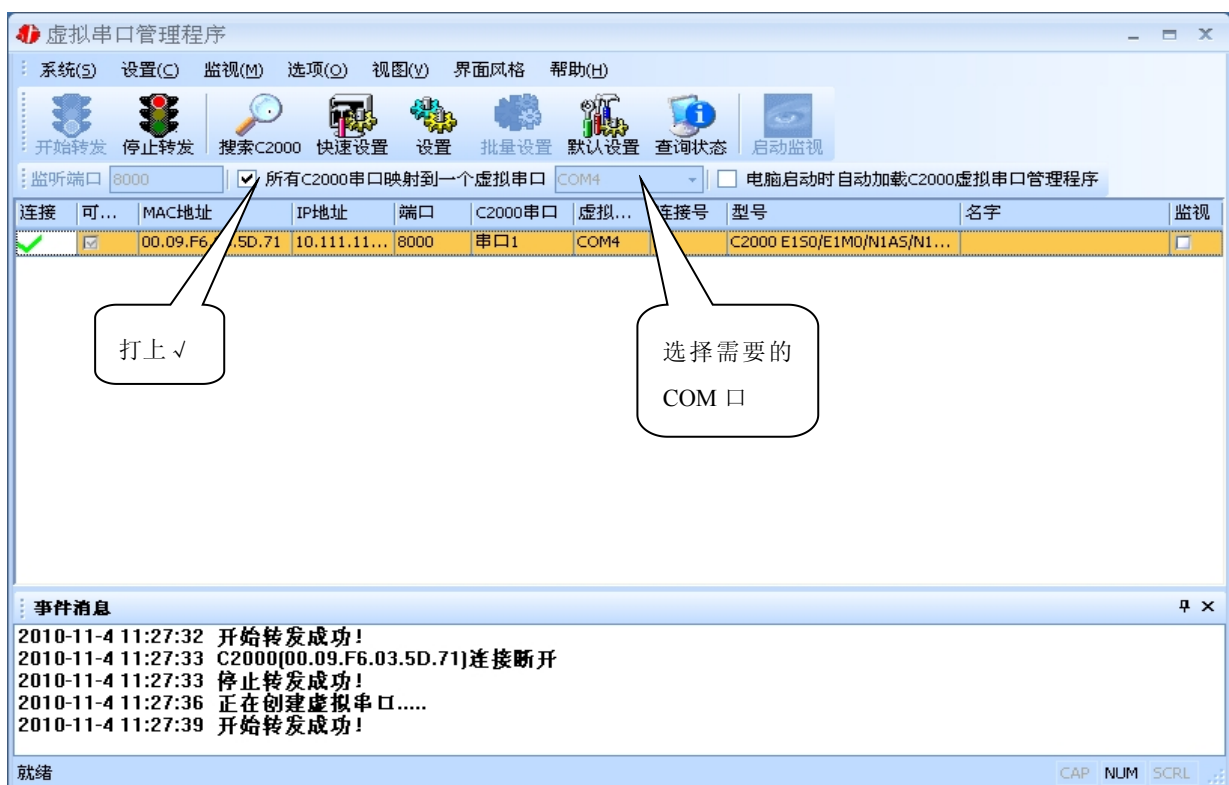 虚拟串口管理程序
系统(S) 设置(C) 监视(M) 选项(O) 视图(V) 界面风格 帮助(H)
开始转发 停止转发 搜索C2000 快速设置 设置 批量设置 默认设置 查询状态 启动监视
监听端口 8000 所有C2000串口映射到一个虚拟串口 COM4 电脑启动时自动加载C2000虚拟串口管理程序
连接 可... MAC地址 IP地址 端口 C2000串口 虚拟... 连接号 型号 名字 监视
00.09.F6. .5D.71 10.111.11... 8000 串口1 COM4 C2000 E1S0/E1M0/N1AS/N1...
打上√
选择需要的
COM 口
事件消息
2010-11-4 11:27:32 开始转发成功!
2010-11-4 11:27:33 C2000(00.09.F6.03.5D.71)连接断开
2010-11-4 11:27:33 停止转发成功!
2010-11-4 11:27:36 正在创建虚拟串口.....
2010-11-4 11:27:39 开始转发成功!
就绪 CAP NUM SCRL